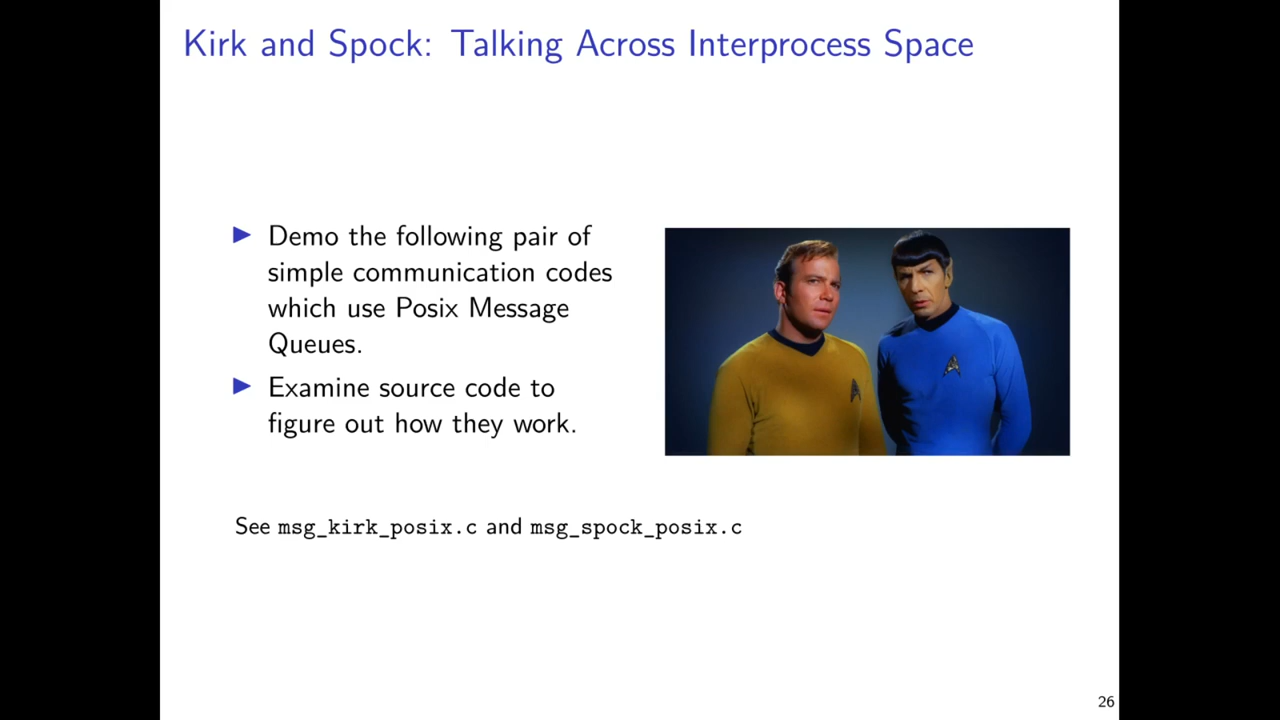 Kirk and Spock: Talking Across Interprocess Space
Demo the following pair of
simple communication codes
which use Posix Message
Queues.
Examine source code to
figure out how they work.
See msg_kirk_posix.c and msg_spock_posix.c
26